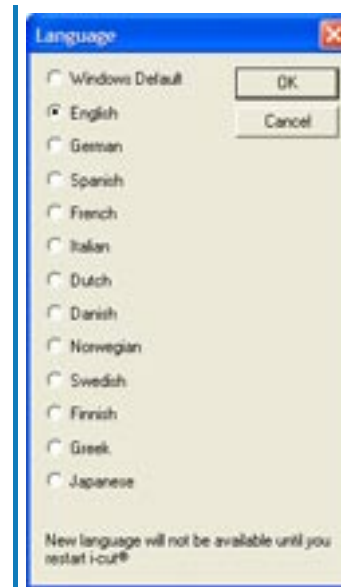 Language
Windows Default
OK
English
Cancel
German
Spanish
French
Italian
Dutch
Danish
Norwegian
Swedish
Finnish
Greek
Japanese
New language will not be available until you
restart i-cut®